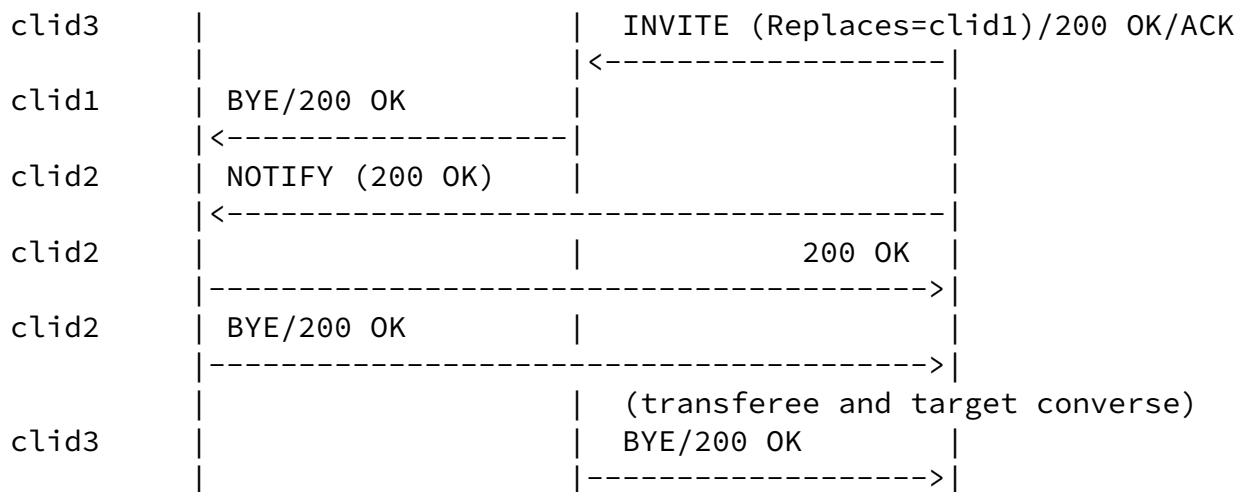 clid3 | | INVITE (Replaces=clid1)/200 OK/ACK
| |<-------------------|
clid1 | BYE/200 OK | |
|<-------------------| |
clid2 | NOTIFY (200 OK) | |
|<----------------------------------------|
clid2 | | 200 OK |
|---------------------------------------->|
clid2 | BYE/200 OK | |
|---------------------------------------->|
| | (transferee and target converse)
clid3 | | BYE/200 OK |
| |------------------->|